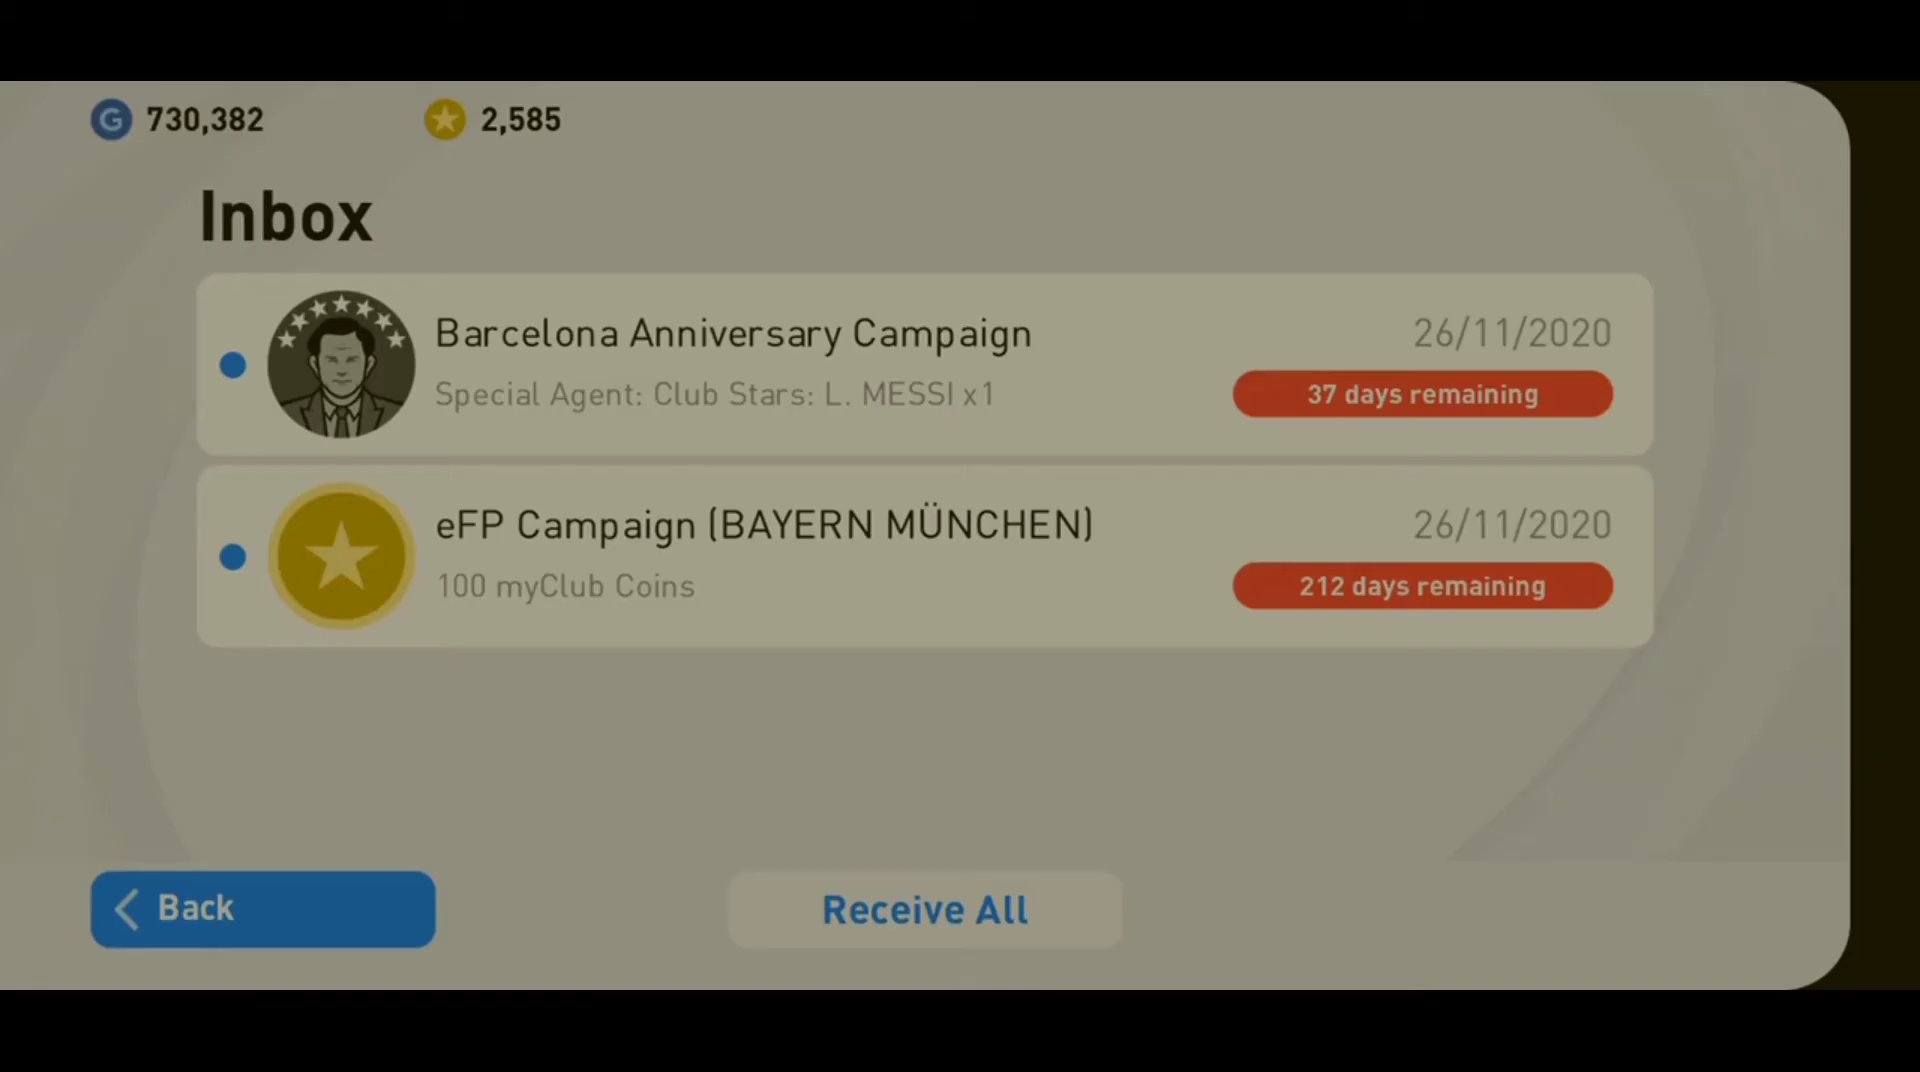 G 730,382 2,585
Inbox
Barcelona Anniversary Campaign 26/11/2020
Special Agent: Club Stars: L. MESSI x1 37 days remaining
eFP Campaign (BAYERN MÜNCHEN) 26/11/2020
100 myClub Coins 212 days remaining
Back Receive All